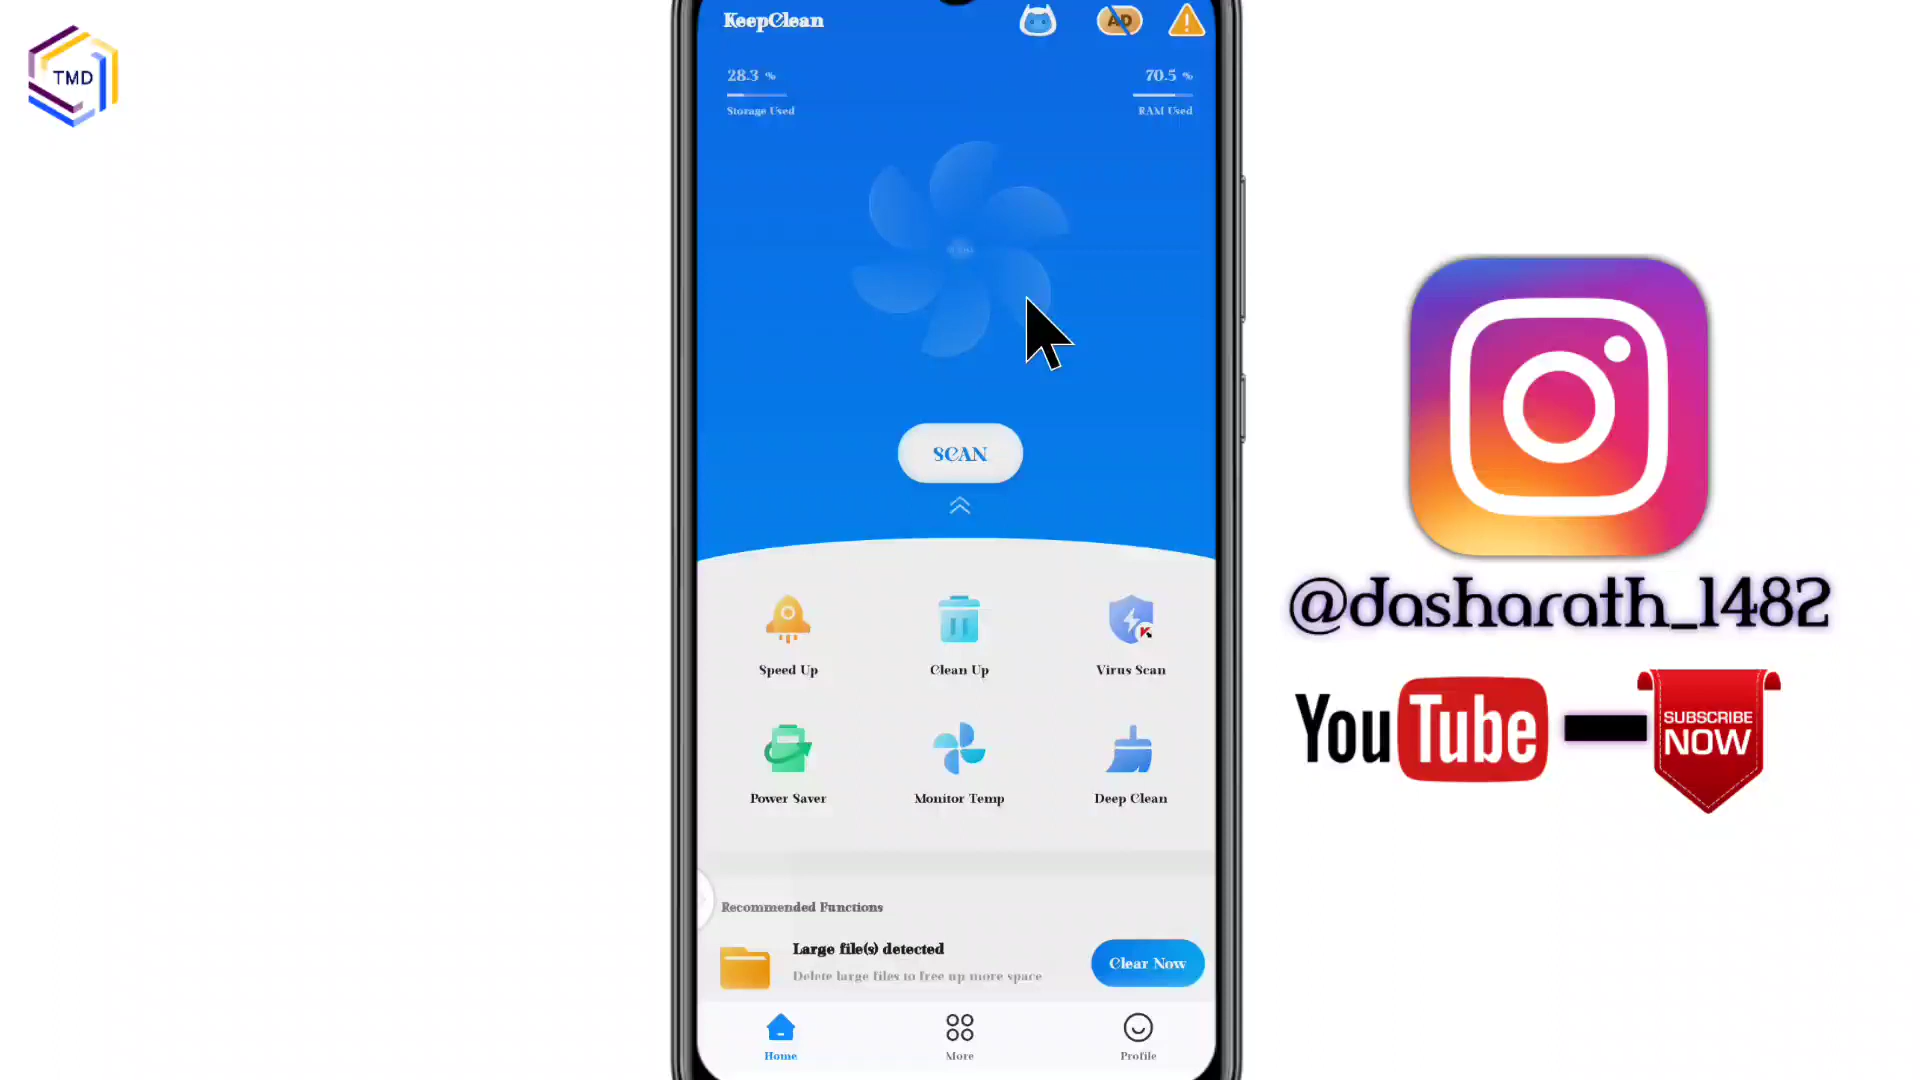 TMD
KeepClean
AD
28.3 %
Storage Used
70.5 %
RAM Used
SCAN
Speed Up
Clean Up
Virus Scan
Power Saver
Monitor Temp
Deep Clean
Recommended Functions
Large file(s) detected
Delete large files to free up more space
Clear Now
Home
More
Profile
@dasharath_1482
YouTube
SUBSCRIBE
NOW